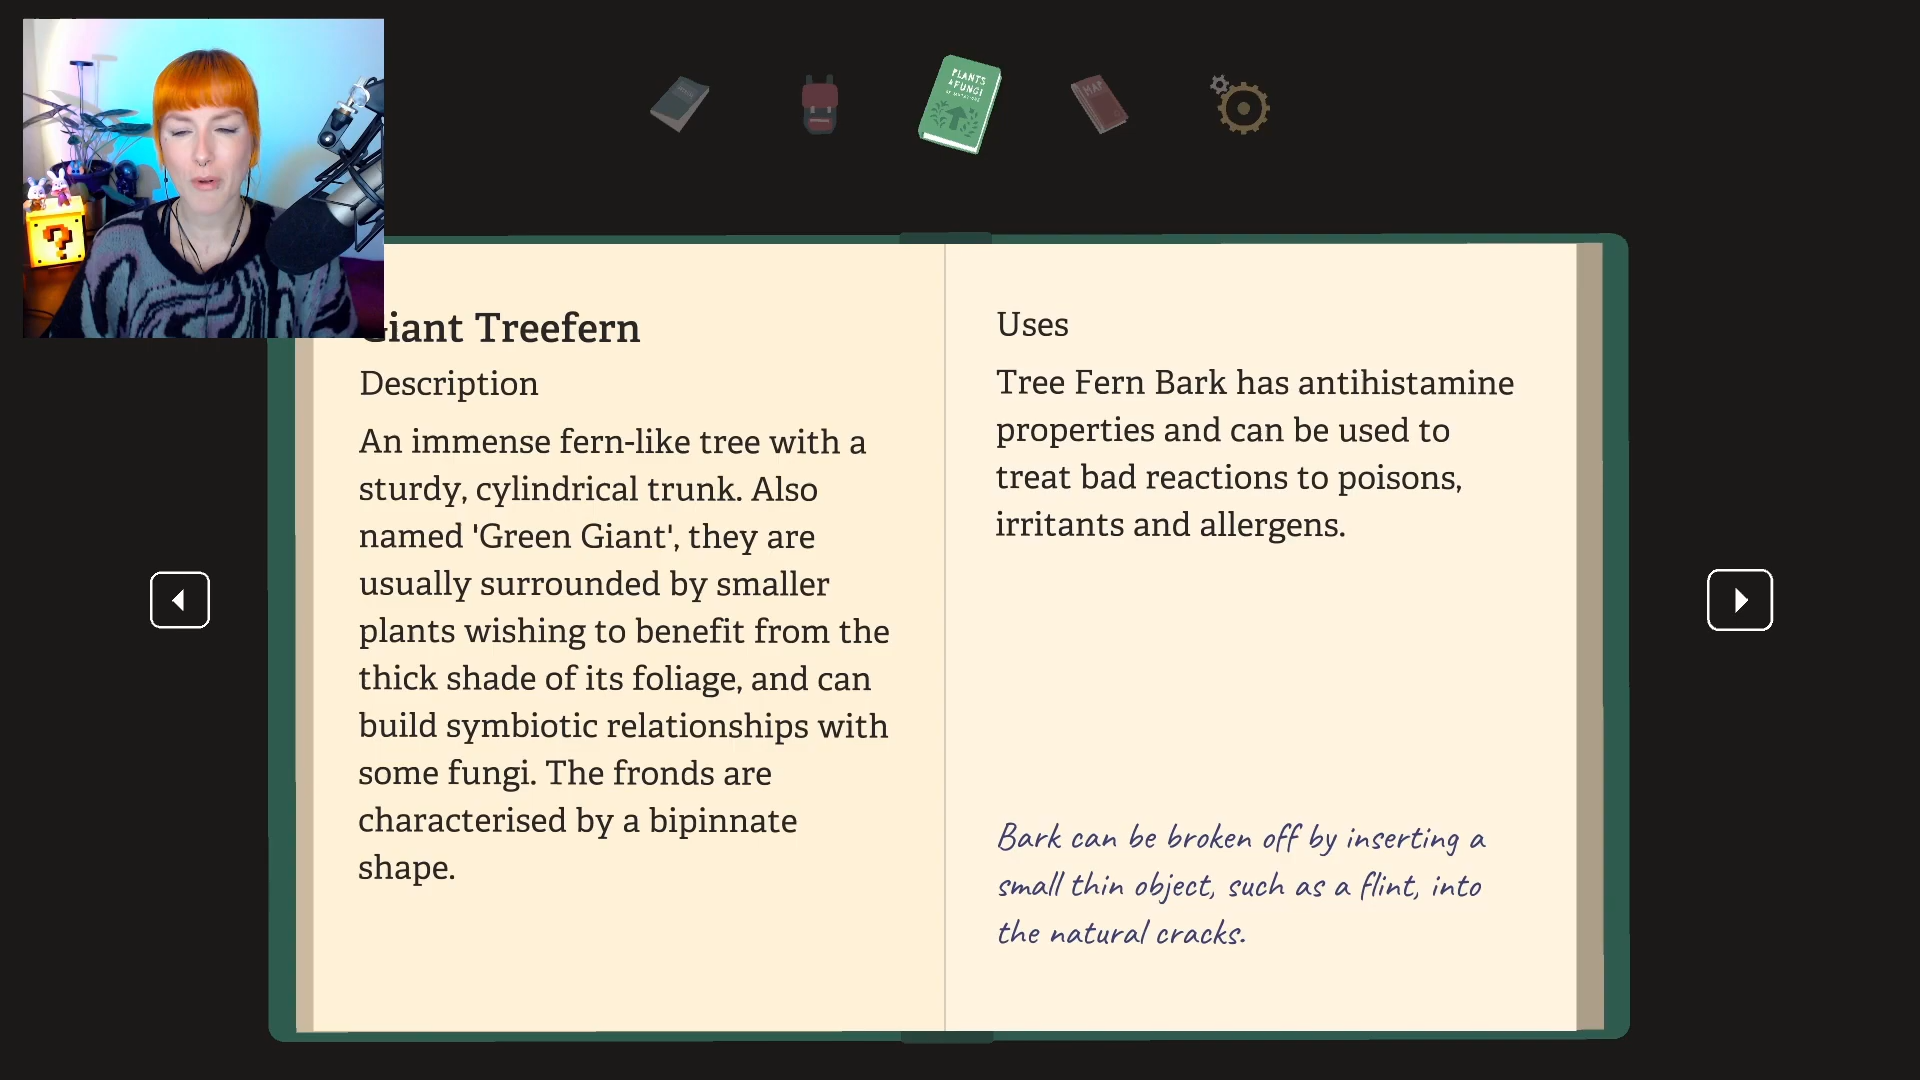 PLANTS
& FUNGI
MAP
Giant Treefern
Description
An immense fern-like tree with a
sturdy, cylindrical trunk. Also
named 'Green Giant', they are
usually surrounded by smaller
plants wishing to benefit from the
thick shade of its foliage, and can
build symbiotic relationships with
some fungi. The fronds are
characterised by a bipinnate
shape.
Uses
Tree Fern Bark has antihistamine
properties and can be used to
treat bad reactions to poisons,
irritants and allergens.
Bark can be broken off by inserting a
small thin object, such as a flint, into
the natural cracks.
?